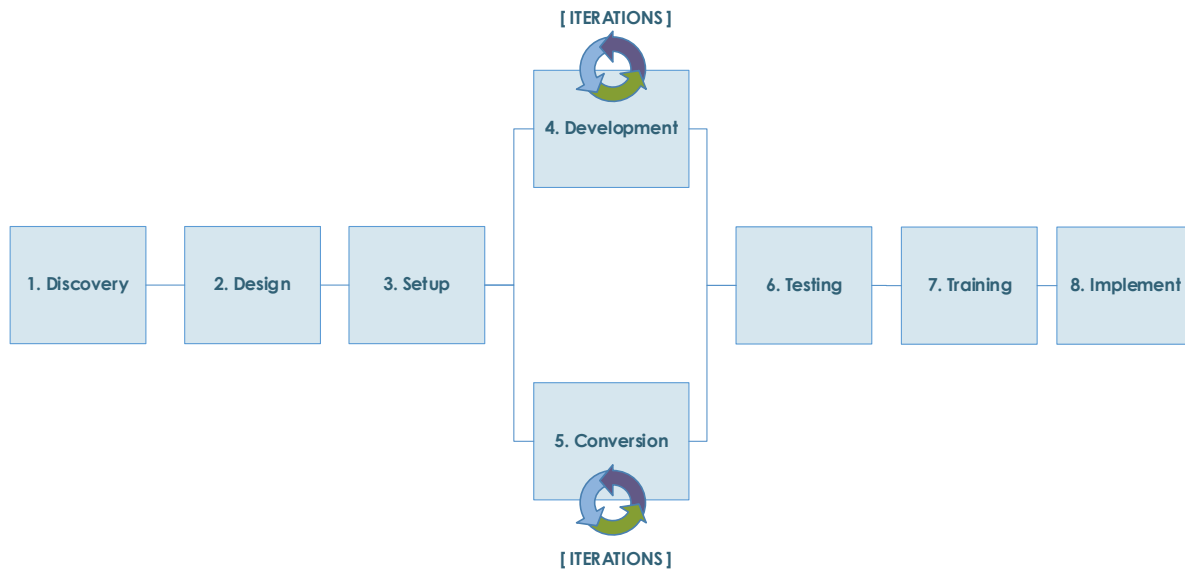 [ ITERATIONS ]
4. Development
1. Discovery
2. Design
3. Setup
6. Testing
7. Training
8. Implement
5. Conversion
[ ITERATIONS ]